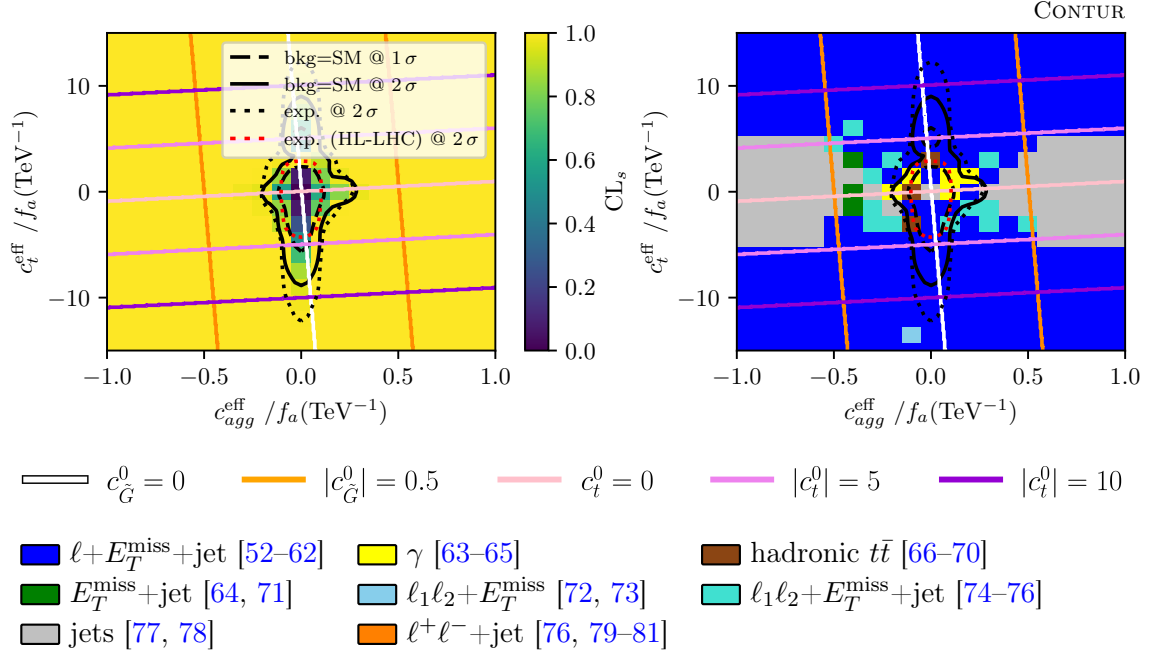 CONTUR
bkg=SM @ 1 σ
bkg=SM @ 2 σ
exp. @ 2 σ
exp. (HL-LHC) @ 2 σ
c_t^eff / f_a(TeV⁻¹)
10
0
−10
−1.0 −0.5 0.0 0.5 1.0
c_agg^eff / f_a(TeV⁻¹)
1.0
0.8
0.6
0.4
0.2
0.0
CL_s
c_t^eff / f_a(TeV⁻¹)
10
0
−10
−1.0 −0.5 0.0 0.5 1.0
c_agg^eff / f_a(TeV⁻¹)
c_G̃^0 = 0 |c_G̃^0| = 0.5 c_t^0 = 0 |c_t^0| = 5 |c_t^0| = 10
ℓ+E_T^miss+jet [52–62] γ [63–65] hadronic tt̄ [66–70]
E_T^miss+jet [64, 71] ℓ₁ℓ₂+E_T^miss [72, 73] ℓ₁ℓ₂+E_T^miss+jet [74–76]
jets [77, 78] ℓ⁺ℓ⁻+jet [76, 79–81]